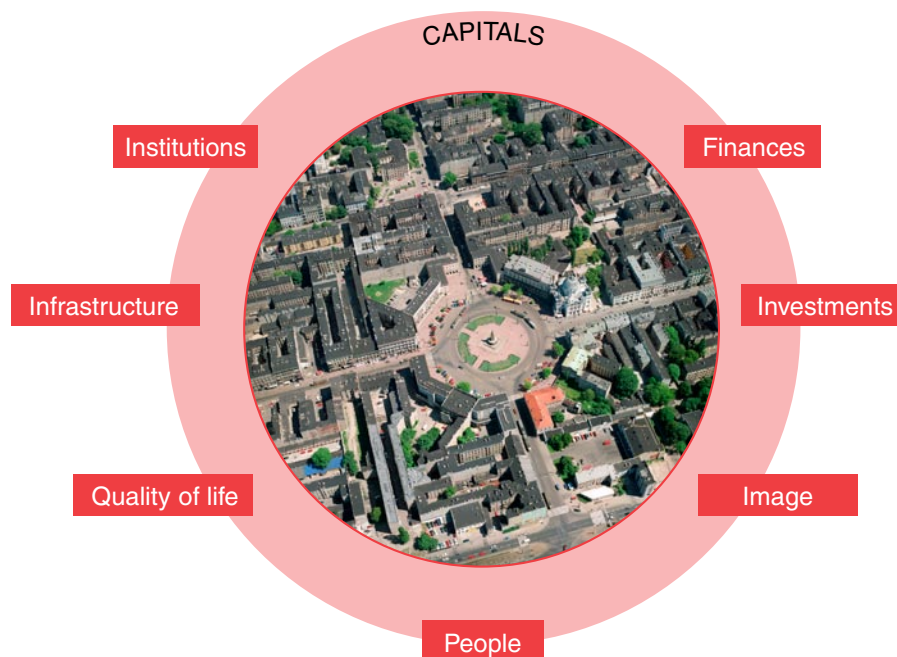 CAPITALS
Institutions
Finances
Infrastructure
Investments
Quality of life
Image
People